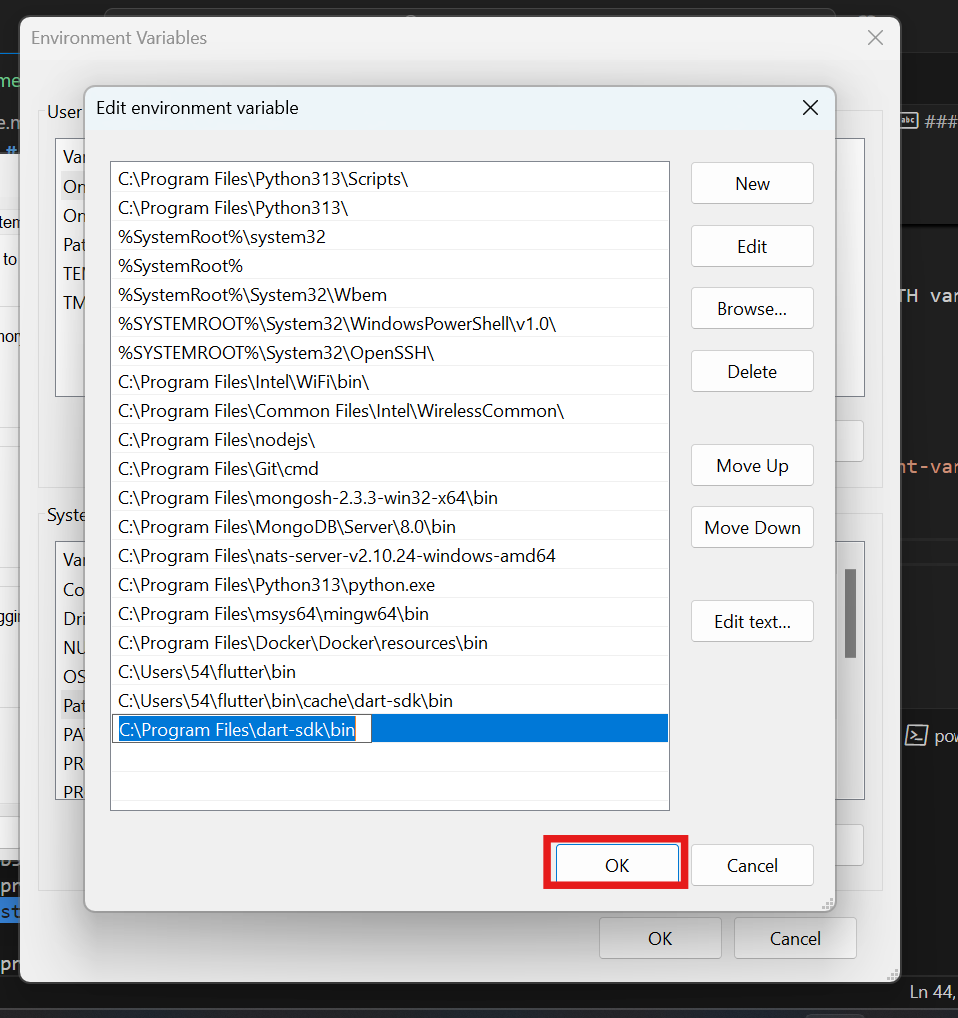 Environment Variables
Edit environment variable
User
Va
On
On
Pat
TE
TM
C:\Program Files\Python313\Scripts\
C:\Program Files\Python313\
%SystemRoot%\system32
%SystemRoot%
%SystemRoot%\System32\Wbem
%SYSTEMROOT%\System32\WindowsPowerShell\v1.0\
%SYSTEMROOT%\System32\OpenSSH\
C:\Program Files\Intel\WiFi\bin\
C:\Program Files\Common Files\Intel\WirelessCommon\
C:\Program Files\nodejs\
C:\Program Files\Git\cmd
C:\Program Files\mongosh-2.3.3-win32-x64\bin
C:\Program Files\MongoDB\Server\8.0\bin
C:\Program Files\nats-server-v2.10.24-windows-amd64
C:\Program Files\Python313\python.exe
C:\Program Files\msys64\mingw64\bin
C:\Program Files\Docker\Docker\resources\bin
C:\Users\54\flutter\bin
C:\Users\54\flutter\bin\cache\dart-sdk\bin
C:\Program Files\dart-sdk\bin
New
Edit
Browse...
Delete
Move Up
Move Down
Edit text...
OK
Cancel
Syste
Va
Co
Dri
NU
OS
Pat
PA
PR
PR
OK
Cancel
abc ###
TH var
nt-var
pow
Ln 44,
to